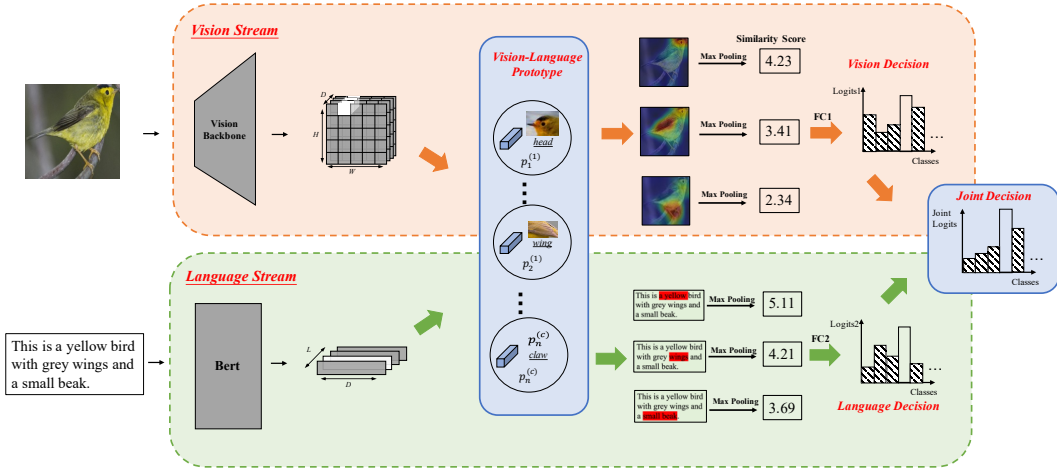 Vision Stream
Vision
Backbone
D
H
W
Vision-Language
Prototype
head
p_1^{(1)}
wing
p_2^{(1)}
p_n^{(c)}
claw
p_n^{(c)}
Similarity Score
Max Pooling
4.23
Max Pooling
3.41
Max Pooling
2.34
FC1
Vision Decision
Logits1
...
Classes
Joint Decision
Joint
Logits
...
Classes
Language Stream
This is a yellow bird
with grey wings and
a small beak.
Bert
L
D
This is a yellow bird
with grey wings and
a small beak.
Max Pooling
5.11
This is a yellow bird
with grey wings and
a small beak.
Max Pooling
4.21
This is a yellow bird
with grey wings and
a small beak.
Max Pooling
3.69
FC2
Logits2
...
Classes
Language Decision